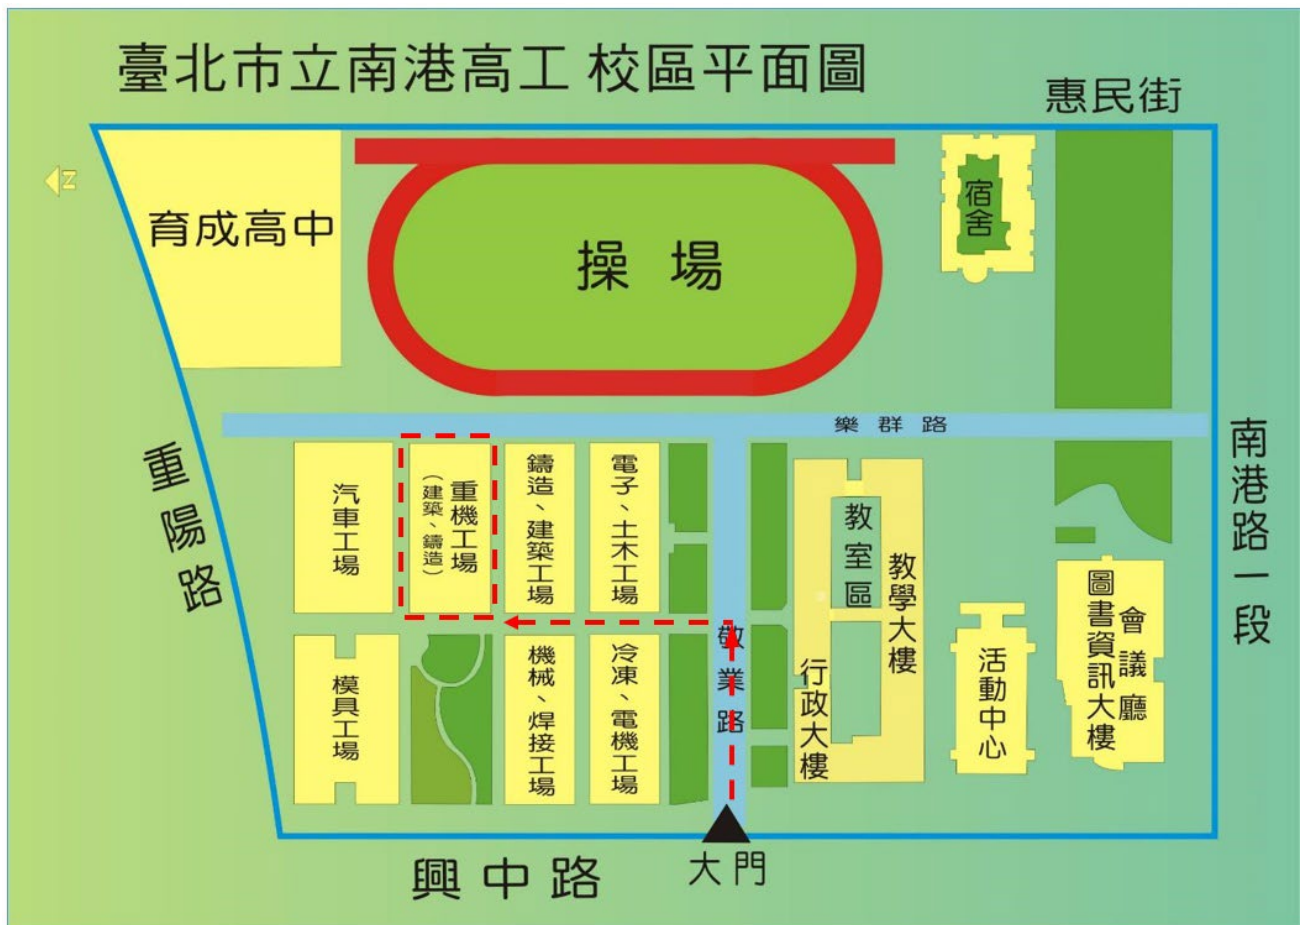 臺北市立南港高工 校區平面圖
惠民街
N
育成高中
操場
宿舍
樂群路
重陽路
汽車工場
重機工場
(建築、鑄造)
鑄造、建築工場
電子、土木工場
教室區
教學大樓
南港路一段
模具工場
機械、焊接工場
冷凍、電機工場
敬業路
行政大樓
活動中心
圖書資訊大樓
會議廳
興中路
大門